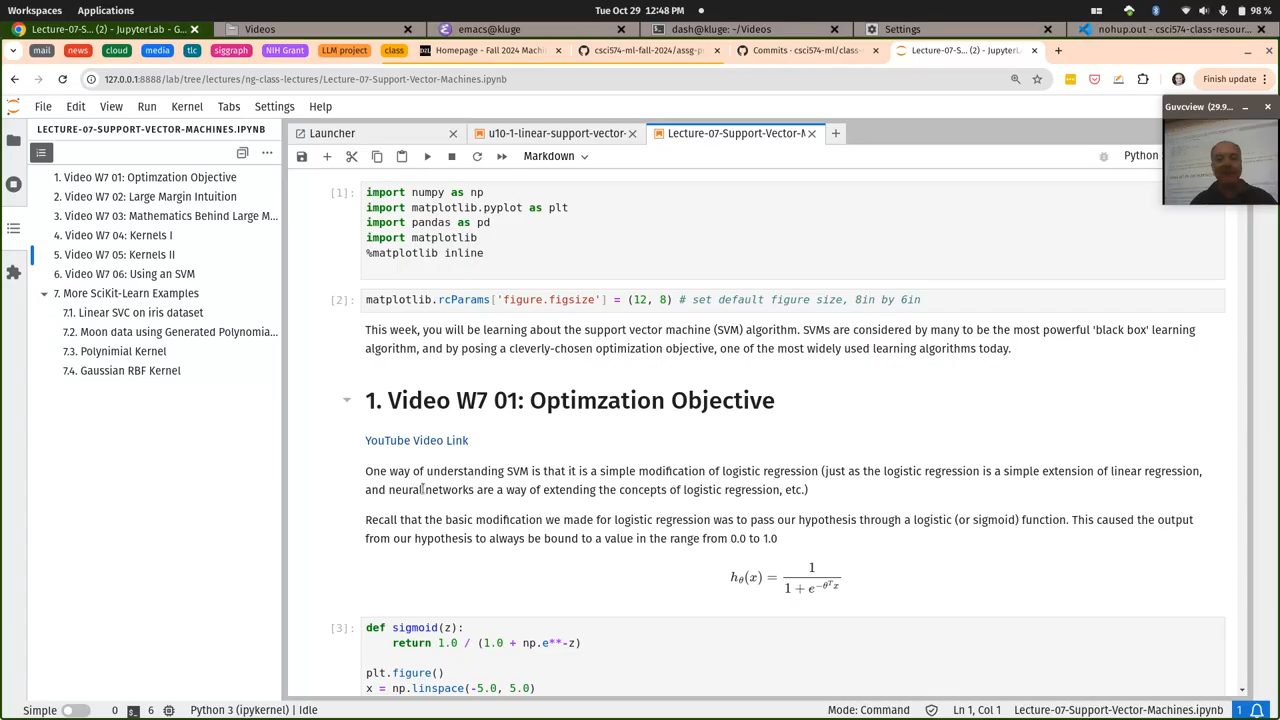 Workspaces Applications Tue Oct 29 12:48 PM 98 %
Lecture-07-S... (2) - JupyterLab - G... Videos emacs@kluge dash@kluge: ~/Videos Settings nohup.out - csci574-class-resour...
mail news cloud media tlc siggraph NIH Grant LLM project class Homepage - Fall 2024 Machin csci574-ml-fall-2024/assg-p Commits · csci574-ml/class- Lecture-07-S... (2) - JupyterL
127.0.0.1:8888/lab/tree/lectures/ng-class-lectures/Lecture-07-Support-Vector-Machines.ipynb Finish update
File Edit View Run Kernel Tabs Settings Help
Guvcview (29.9...
LECTURE-07-SUPPORT-VECTOR-MACHINES.IPYNB
Launcher u10-1-linear-support-vector- Lecture-07-Support-Vector-M
Markdown Python
1. Video W7 01: Optimzation Objective
2. Video W7 02: Large Margin Intuition
3. Video W7 03: Mathematics Behind Large M...
4. Video W7 04: Kernels I
5. Video W7 05: Kernels II
6. Video W7 06: Using an SVM
7. More SciKit-Learn Examples
7.1. Linear SVC on iris dataset
7.2. Moon data using Generated Polynomia...
7.3. Polynimial Kernel
7.4. Gaussian RBF Kernel
[1]: import numpy as np
import matplotlib.pyplot as plt
import pandas as pd
import matplotlib
%matplotlib inline
[2]: matplotlib.rcParams['figure.figsize'] = (12, 8) # set default figure size, 8in by 6in
This week, you will be learning about the support vector machine (SVM) algorithm. SVMs are considered by many to be the most powerful 'black box' learning
algorithm, and by posing a cleverly-chosen optimization objective, one of the most widely used learning algorithms today.
1. Video W7 01: Optimzation Objective
YouTube Video Link
One way of understanding SVM is that it is a simple modification of logistic regression (just as the logistic regression is a simple extension of linear regression,
and neural networks are a way of extending the concepts of logistic regression, etc.)
Recall that the basic modification we made for logistic regression was to pass our hypothesis through a logistic (or sigmoid) function. This caused the output
from our hypothesis to always be bound to a value in the range from 0.0 to 1.0
hθ(x) = 1 / (1 + e^(−θᵀx))
[3]: def sigmoid(z):
return 1.0 / (1.0 + np.e**-z)
plt.figure()
x = np.linspace(-5.0, 5.0)
Simple 0 6 Python 3 (ipykernel) | Idle Mode: Command Ln 1, Col 1 Lecture-07-Support-Vector-Machines.ipynb 1